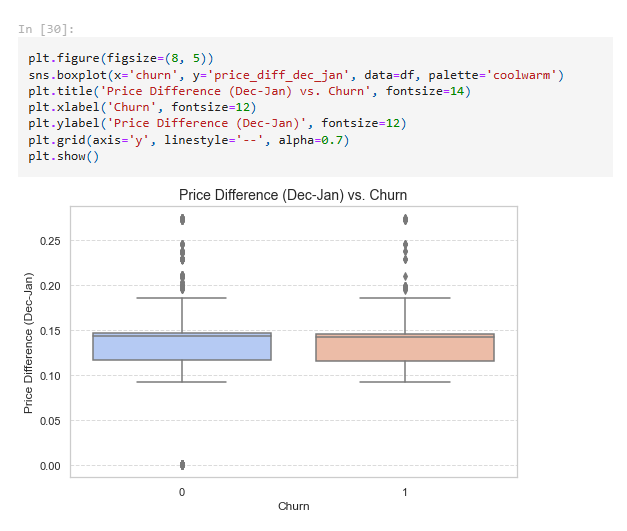 In [30]:
plt.figure(figsize=(8, 5))
sns.boxplot(x='churn', y='price_diff_dec_jan', data=df, palette='coolwarm')
plt.title('Price Difference (Dec-Jan) vs. Churn', fontsize=14)
plt.xlabel('Churn', fontsize=12)
plt.ylabel('Price Difference (Dec-Jan)', fontsize=12)
plt.grid(axis='y', linestyle='--', alpha=0.7)
plt.show()
Price Difference (Dec-Jan) vs. Churn
Price Difference (Dec-Jan)
0.25
0.20
0.15
0.10
0.05
0.00
0 1
Churn